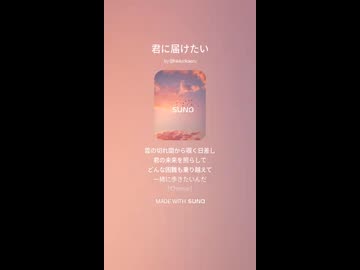 君に届けたい
SUNO
雲の切れ間から覗く日差し
君の未来を照らして
どんな困難も乗り越えて
一緒に歩きたいんだ
[Chorus]
MADE WITH SUNO